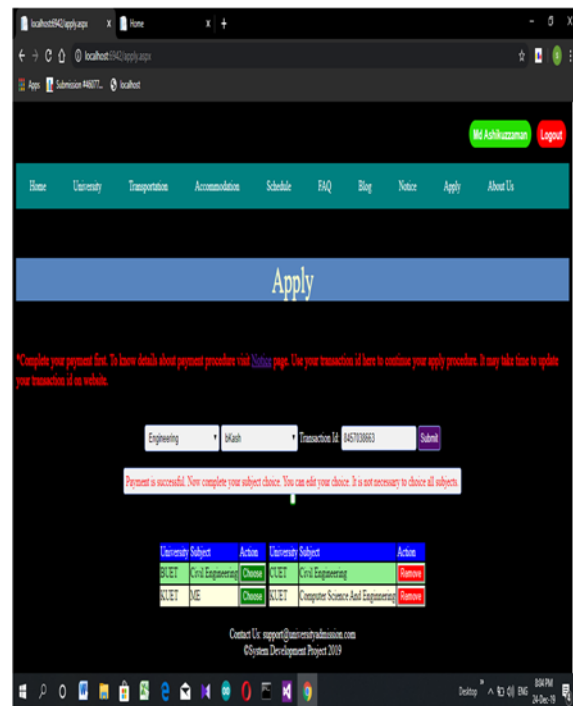 localhost:6942/apply.aspx X Home X +
localhost:6942/apply.aspx
Apps Submission #46077... localhost
Md Ashikuzzaman Logout
Home University Transportation Accommodation Schedule FAQ Blog Notice Apply About Us
Apply
*Complete your payment first. To know details about payment procedure visit Notice page. Use your transaction id here to continue your apply procedure. It may take time to update
your transaction id on website.
Engineering bKash Transaction Id: 8457038663 Submit
Payment is successful. Now complete your subject choice. You can edit your choice. It is not necessary to choice all subjects.
University Subject Action University Subject Action
BUET Civil Engineering Choose CUET Civil Engineering Remove
KUET ME Choose KUET Computer Science And Enginnering Remove
Contact Us: support@universityadmission.com
©System Development Project 2019
Desktop » ENG 8:04 PM
24-Dec-19